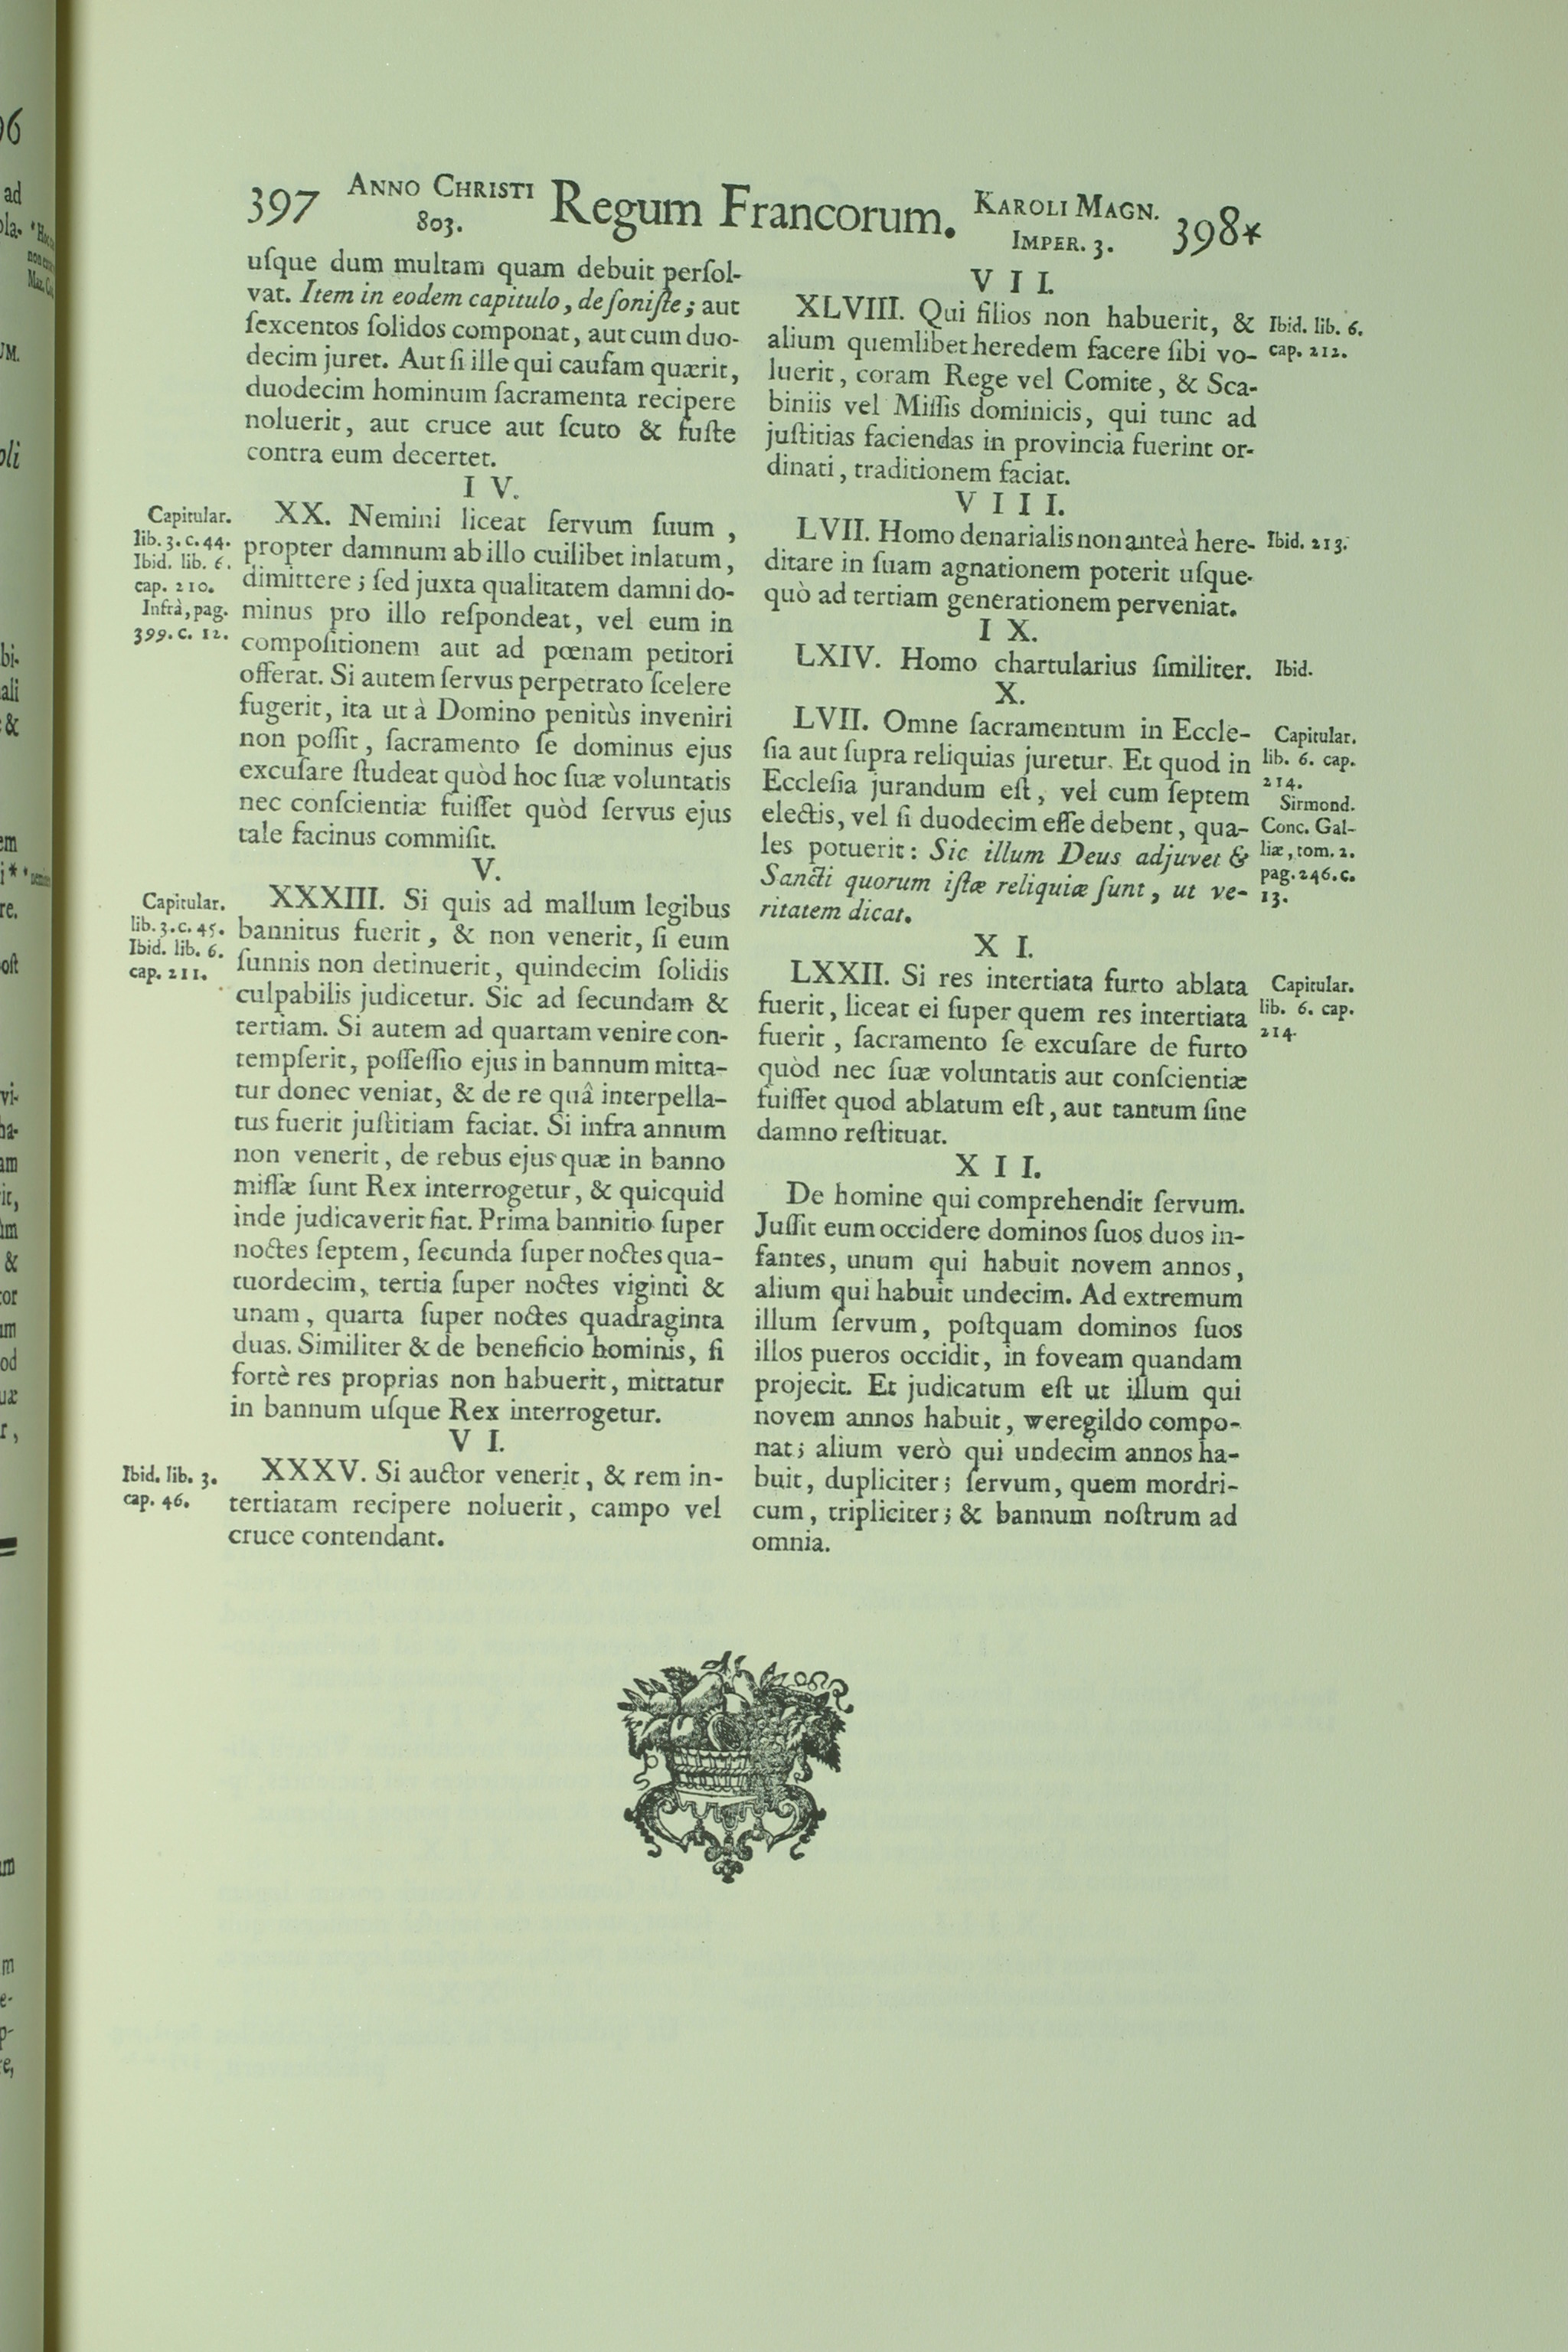 397 ANNO CHRISTI 803. Regum Francorum. KAROLI MAGN. IMPER. 3. 398*
uſque dum multam quam debuit perſol-
vat. Item in eodem capitulo, de ſoniſte; aut
ſexcentos ſolidos componat, aut cum duo-
decim juret. Aut ſi ille qui cauſam quærit,
duodecim hominum ſacramenta recipere
noluerit, aut cruce aut ſcuto & fuſte
contra eum decertet.
IV.
Capitular.
lib. 3. c. 44.
Ibid. lib. 6.
cap. 210.
Infrà, pag.
399. c. 12.
XX. Nemini liceat ſervum ſuum,
propter damnum ab illo cuilibet inlatum,
dimittere; ſed juxta qualitatem damni do-
minus pro illo reſpondeat, vel eum in
compoſitionem aut ad pœnam petitori
offerat. Si autem ſervus perpetrato ſcelere
fugerit, ita ut à Domino penitùs inveniri
non poſſit, ſacramento ſe dominus ejus
excuſare ſtudeat quòd hoc ſuæ voluntatis
nec conſcientiæ fuiſſet quòd ſervus ejus
tale facinus commiſit.
V.
Capitular.
lib. 3. c. 45.
Ibid. lib. 6.
cap. 211.
XXXIII. Si quis ad mallum legibus
bannitus fuerit, & non venerit, ſi eum
ſunnis non detinuerit, quindecim ſolidis
culpabilis judicetur. Sic ad ſecundam &
tertiam. Si autem ad quartam venire con-
tempſerit, poſſeſſio ejus in bannum mitta-
tur donec veniat, & de re quâ interpella-
tus fuerit juſtitiam faciat. Si infra annum
non venerit, de rebus ejus quæ in banno
miſſæ ſunt Rex interrogetur, & quicquid
inde judicaverit fiat. Prima bannitio ſuper
noctes ſeptem, ſecunda ſuper noctes qua-
tuordecim, tertia ſuper noctes viginti &
unam, quarta ſuper noctes quadraginta
duas. Similiter & de beneficio hominis, ſi
fortè res proprias non habuerit, mittatur
in bannum uſque Rex interrogetur.
VI.
Ibid. lib. 3.
cap. 46.
XXXV. Si auctor venerit, & rem in-
tertiatam recipere noluerit, campo vel
cruce contendant.
VII.
XLVIII. Qui filios non habuerit, &
alium quemlibet heredem facere ſibi vo-
luerit, coram Rege vel Comite, & Sca-
biniis vel Miſſis dominicis, qui tunc ad
juſtitias faciendas in provincia fuerint or-
dinati, traditionem faciat.
Ibid. lib. 6.
cap. 212.
VIII.
LVII. Homo denarialis non anteà here-
ditare in ſuam agnationem poterit uſque-
quò ad tertiam generationem perveniat.
Ibid. 213.
IX.
LXIV. Homo chartularius ſimiliter.
Ibid.
X.
LVII. Omne ſacramentum in Eccle-
ſia aut ſupra reliquias juretur. Et quod in
Eccleſia jurandum eſt, vel cum ſeptem
electis, vel ſi duodecim eſſe debent, qua-
les potuerit: Sic illum Deus adjuvet &
Sancti quorum iſtæ reliquiæ ſunt, ut ve-
ritatem dicat.
Capitular.
lib. 6. cap.
214.
Sirmond.
Conc. Gal-
liæ, tom. 2.
pag. 246. c.
13.
XI.
LXXII. Si res intertiata furto ablata
fuerit, liceat ei ſuper quem res intertiata
fuerit, ſacramento ſe excuſare de furto
quòd nec ſuæ voluntatis aut conſcientiæ
fuiſſet quod ablatum eſt, aut tantum ſine
damno reſtituat.
Capitular.
lib. 6. cap.
214.
XII.
De homine qui comprehendit ſervum.
Juſſit eum occidere dominos ſuos duos in-
fantes, unum qui habuit novem annos,
alium qui habuit undecim. Ad extremum
illum ſervum, poſtquam dominos ſuos
illos pueros occidit, in foveam quandam
projecit. Et judicatum eſt ut illum qui
novem annos habuit, weregildo compo-
nat; alium verò qui undecim annos ha-
buit, dupliciter; ſervum, quem mordri-
cum, tripliciter; & bannum noſtrum ad
omnia.